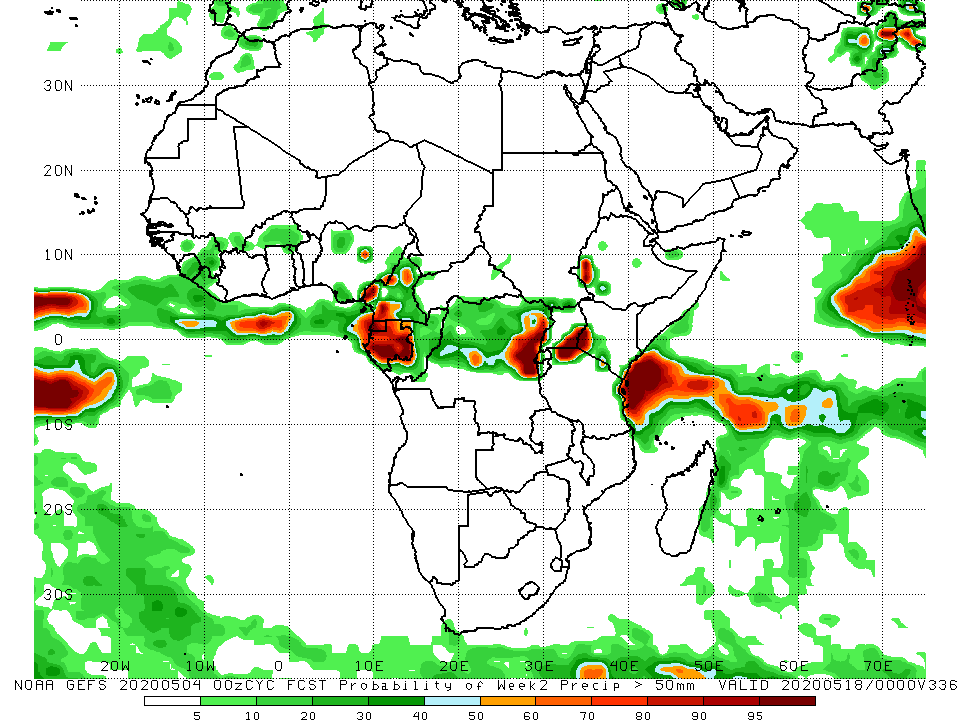 30N
20N
10N
0
10S
20S
30S
20W 10W 0 10E 20E 30E 40E 50E 60E 70E
NOAA GEFS 20200504 00zCYC FCST Probability of Week2 Precip > 50mm VALID 20200518/0000V336
5 10 20 30 40 50 60 70 80 90 95